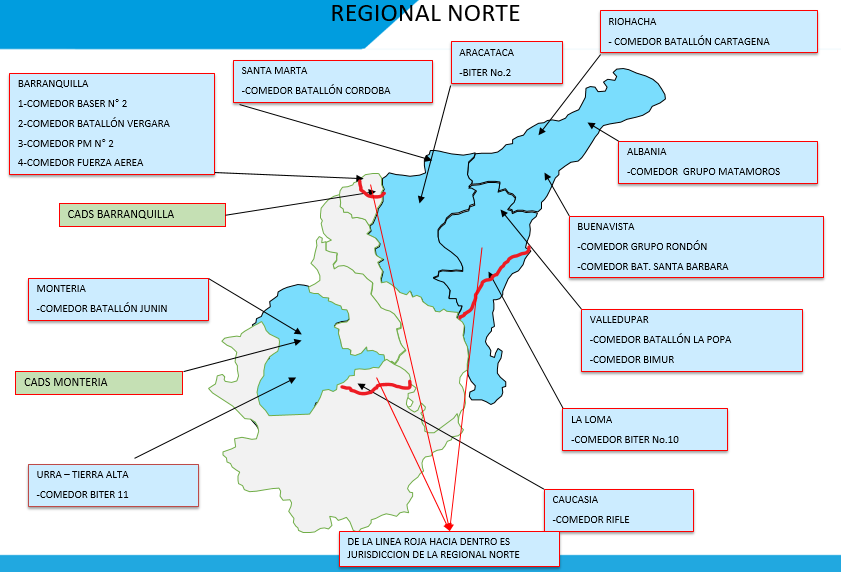 REGIONAL NORTE
RIOHACHA
- COMEDOR BATALLÓN CARTAGENA
ARACATACA
-BITER No.2
SANTA MARTA
-COMEDOR BATALLÓN CORDOBA
BARRANQUILLA
1-COMEDOR BASER N° 2
2-COMEDOR BATALLÓN VERGARA
3-COMEDOR PM N° 2
4-COMEDOR FUERZA AEREA
ALBANIA
-COMEDOR GRUPO MATAMOROS
CADS BARRANQUILLA
BUENAVISTA
-COMEDOR GRUPO RONDÓN
-COMEDOR BAT. SANTA BARBARA
MONTERIA
-COMEDOR BATALLÓN JUNIN
VALLEDUPAR
-COMEDOR BATALLÓN LA POPA
-COMEDOR BIMUR
CADS MONTERIA
LA LOMA
-COMEDOR BITER No.10
URRA – TIERRA ALTA
-COMEDOR BITER 11
CAUCASIA
-COMEDOR RIFLE
DE LA LINEA ROJA HACIA DENTRO ES
JURISDICCION DE LA REGIONAL NORTE